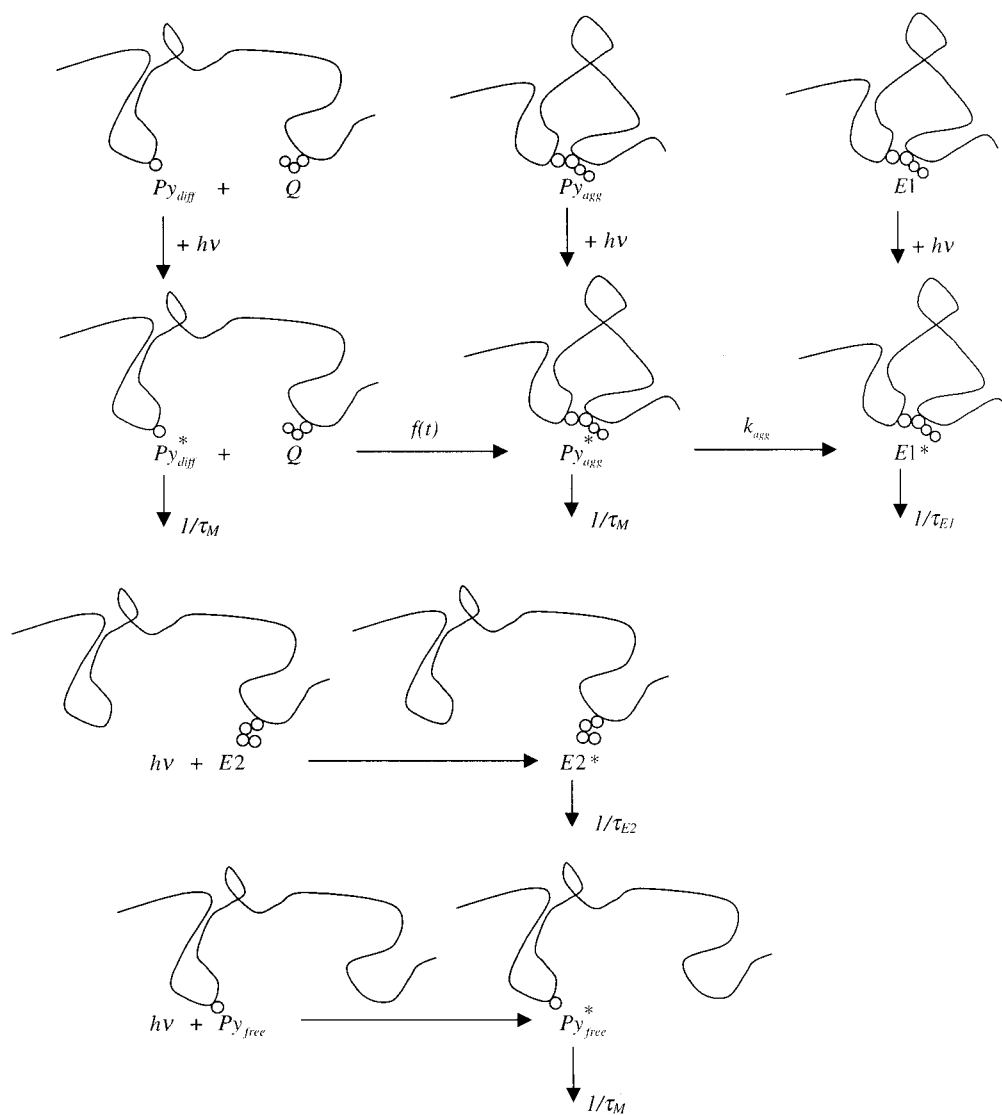 Py_diff + Q Py_agg E1
+ hν + hν + hν
f(t) k_agg
Py*_diff + Q Py*_agg E1*
1/τ_M 1/τ_M 1/τ_E1
hν + E2 E2*
1/τ_E2
hν + Py_free Py*_free
1/τ_M